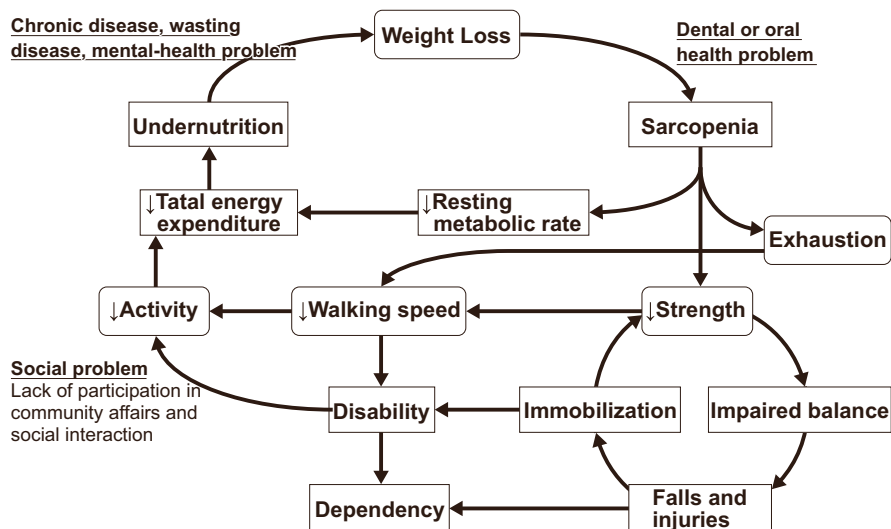 Chronic disease, wasting
disease, mental-health problem
Weight Loss
Dental or oral
health problem
Undernutrition
Sarcopenia
↓Tatal energy
expenditure
↓Resting
metabolic rate
Exhaustion
↓Activity
↓Walking speed
↓Strength
Social problem
Lack of participation in
community affairs and
social interaction
Disability
Immobilization
Impaired balance
Dependency
Falls and
injuries